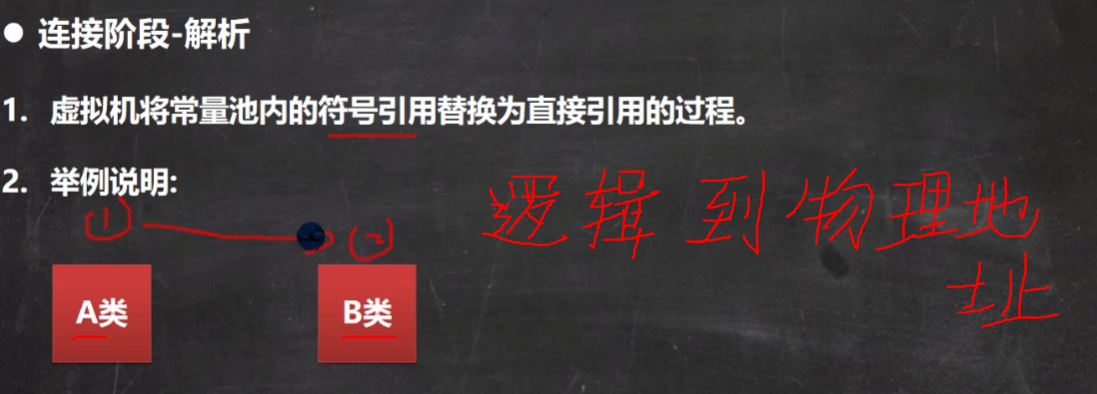 ● 连接阶段-解析
1. 虚拟机将常量池内的符号引用替换为直接引用的过程。
2. 举例说明:
① ②
逻辑到物理地
址
A类 B类